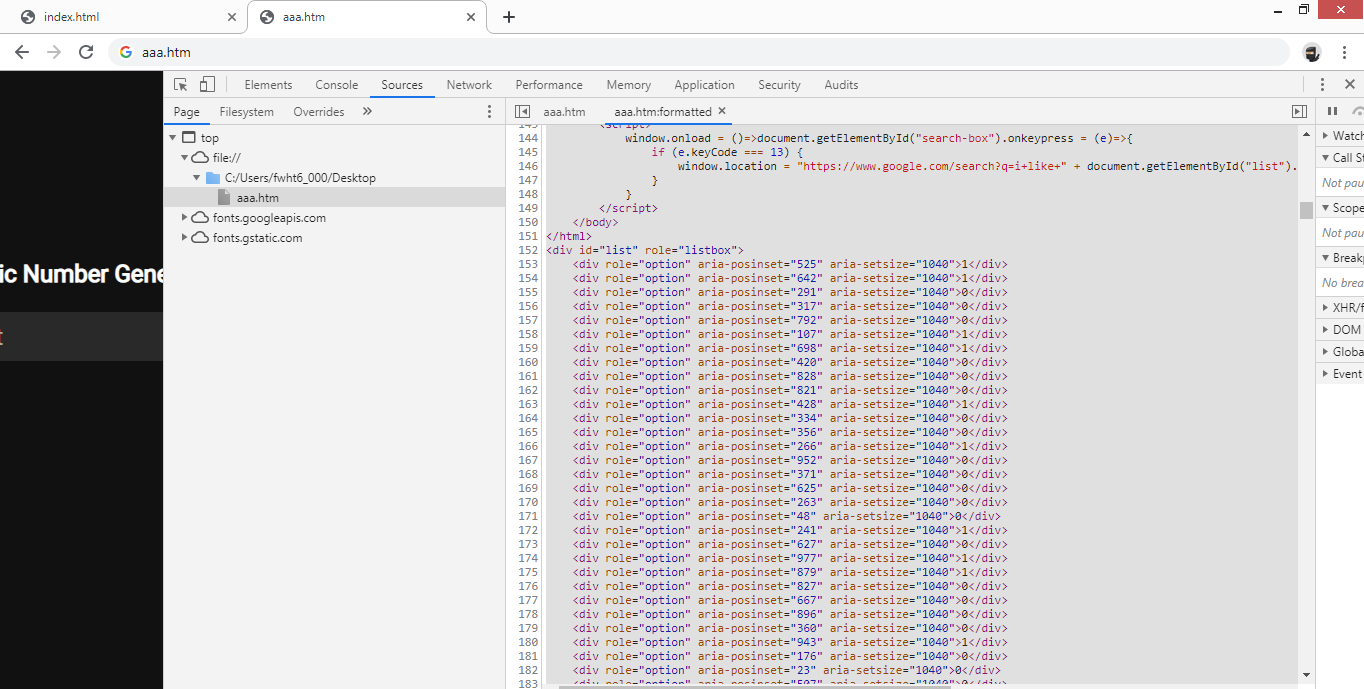 index.html
aaa.htm
aaa.htm
Elements Console Sources Network Performance Memory Application Security Audits
Page Filesystem Overrides »
aaa.htm aaa.htm:formatted
top
file://
C:/Users/fwht6_000/Desktop
aaa.htm
fonts.googleapis.com
fonts.gstatic.com
ic Number Gene
t
143 <script>
144 window.onload = ()=>document.getElementById("search-box").onkeypress = (e)=>{
145 if (e.keyCode === 13) {
146 window.location = "https://www.google.com/search?q=i+like+" + document.getElementById("list").
147 }
148 }
149 </script>
150 </body>
151 </html>
152 <div id="list" role="listbox">
153 <div role="option" aria-posinset="525" aria-setsize="1040">1</div>
154 <div role="option" aria-posinset="642" aria-setsize="1040">1</div>
155 <div role="option" aria-posinset="291" aria-setsize="1040">0</div>
156 <div role="option" aria-posinset="317" aria-setsize="1040">0</div>
157 <div role="option" aria-posinset="792" aria-setsize="1040">0</div>
158 <div role="option" aria-posinset="107" aria-setsize="1040">1</div>
159 <div role="option" aria-posinset="698" aria-setsize="1040">1</div>
160 <div role="option" aria-posinset="420" aria-setsize="1040">0</div>
161 <div role="option" aria-posinset="828" aria-setsize="1040">0</div>
162 <div role="option" aria-posinset="821" aria-setsize="1040">0</div>
163 <div role="option" aria-posinset="428" aria-setsize="1040">1</div>
164 <div role="option" aria-posinset="334" aria-setsize="1040">0</div>
165 <div role="option" aria-posinset="356" aria-setsize="1040">0</div>
166 <div role="option" aria-posinset="266" aria-setsize="1040">1</div>
167 <div role="option" aria-posinset="952" aria-setsize="1040">0</div>
168 <div role="option" aria-posinset="371" aria-setsize="1040">0</div>
169 <div role="option" aria-posinset="625" aria-setsize="1040">0</div>
170 <div role="option" aria-posinset="263" aria-setsize="1040">0</div>
171 <div role="option" aria-posinset="48" aria-setsize="1040">0</div>
172 <div role="option" aria-posinset="241" aria-setsize="1040">1</div>
173 <div role="option" aria-posinset="627" aria-setsize="1040">0</div>
174 <div role="option" aria-posinset="977" aria-setsize="1040">1</div>
175 <div role="option" aria-posinset="879" aria-setsize="1040">1</div>
176 <div role="option" aria-posinset="827" aria-setsize="1040">0</div>
177 <div role="option" aria-posinset="667" aria-setsize="1040">0</div>
178 <div role="option" aria-posinset="896" aria-setsize="1040">0</div>
179 <div role="option" aria-posinset="360" aria-setsize="1040">0</div>
180 <div role="option" aria-posinset="943" aria-setsize="1040">1</div>
181 <div role="option" aria-posinset="176" aria-setsize="1040">0</div>
182 <div role="option" aria-posinset="23" aria-setsize="1040">0</div>
183
Watch
Call St
Not pau
Scope
Not pau
Break
No brea
XHR/f
DOM
Globa
Event